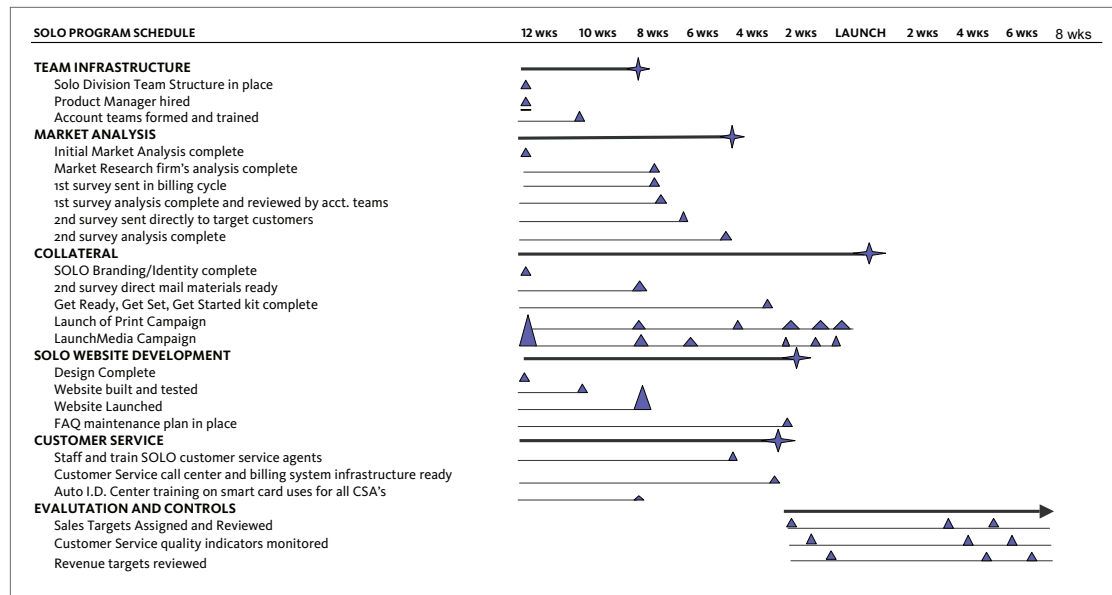 SOLO PROGRAM SCHEDULE 12 WKS 10 WKS 8 WKS 6 WKS 4 WKS 2 WKS LAUNCH 2 WKS 4 WKS 6 WKS 8 wks
TEAM INFRASTRUCTURE
Solo Division Team Structure in place
Product Manager hired
Account teams formed and trained
MARKET ANALYSIS
Initial Market Analysis complete
Market Research firm's analysis complete
1st survey sent in billing cycle
1st survey analysis complete and reviewed by acct. teams
2nd survey sent directly to target customers
2nd survey analysis complete
COLLATERAL
SOLO Branding/Identity complete
2nd survey direct mail materials ready
Get Ready, Get Set, Get Started kit complete
Launch of Print Campaign
LaunchMedia Campaign
SOLO WEBSITE DEVELOPMENT
Design Complete
Website built and tested
Website Launched
FAQ maintenance plan in place
CUSTOMER SERVICE
Staff and train SOLO customer service agents
Customer Service call center and billing system infrastructure ready
Auto I.D. Center training on smart card uses for all CSA's
EVALUTATION AND CONTROLS
Sales Targets Assigned and Reviewed
Customer Service quality indicators monitored
Revenue targets reviewed